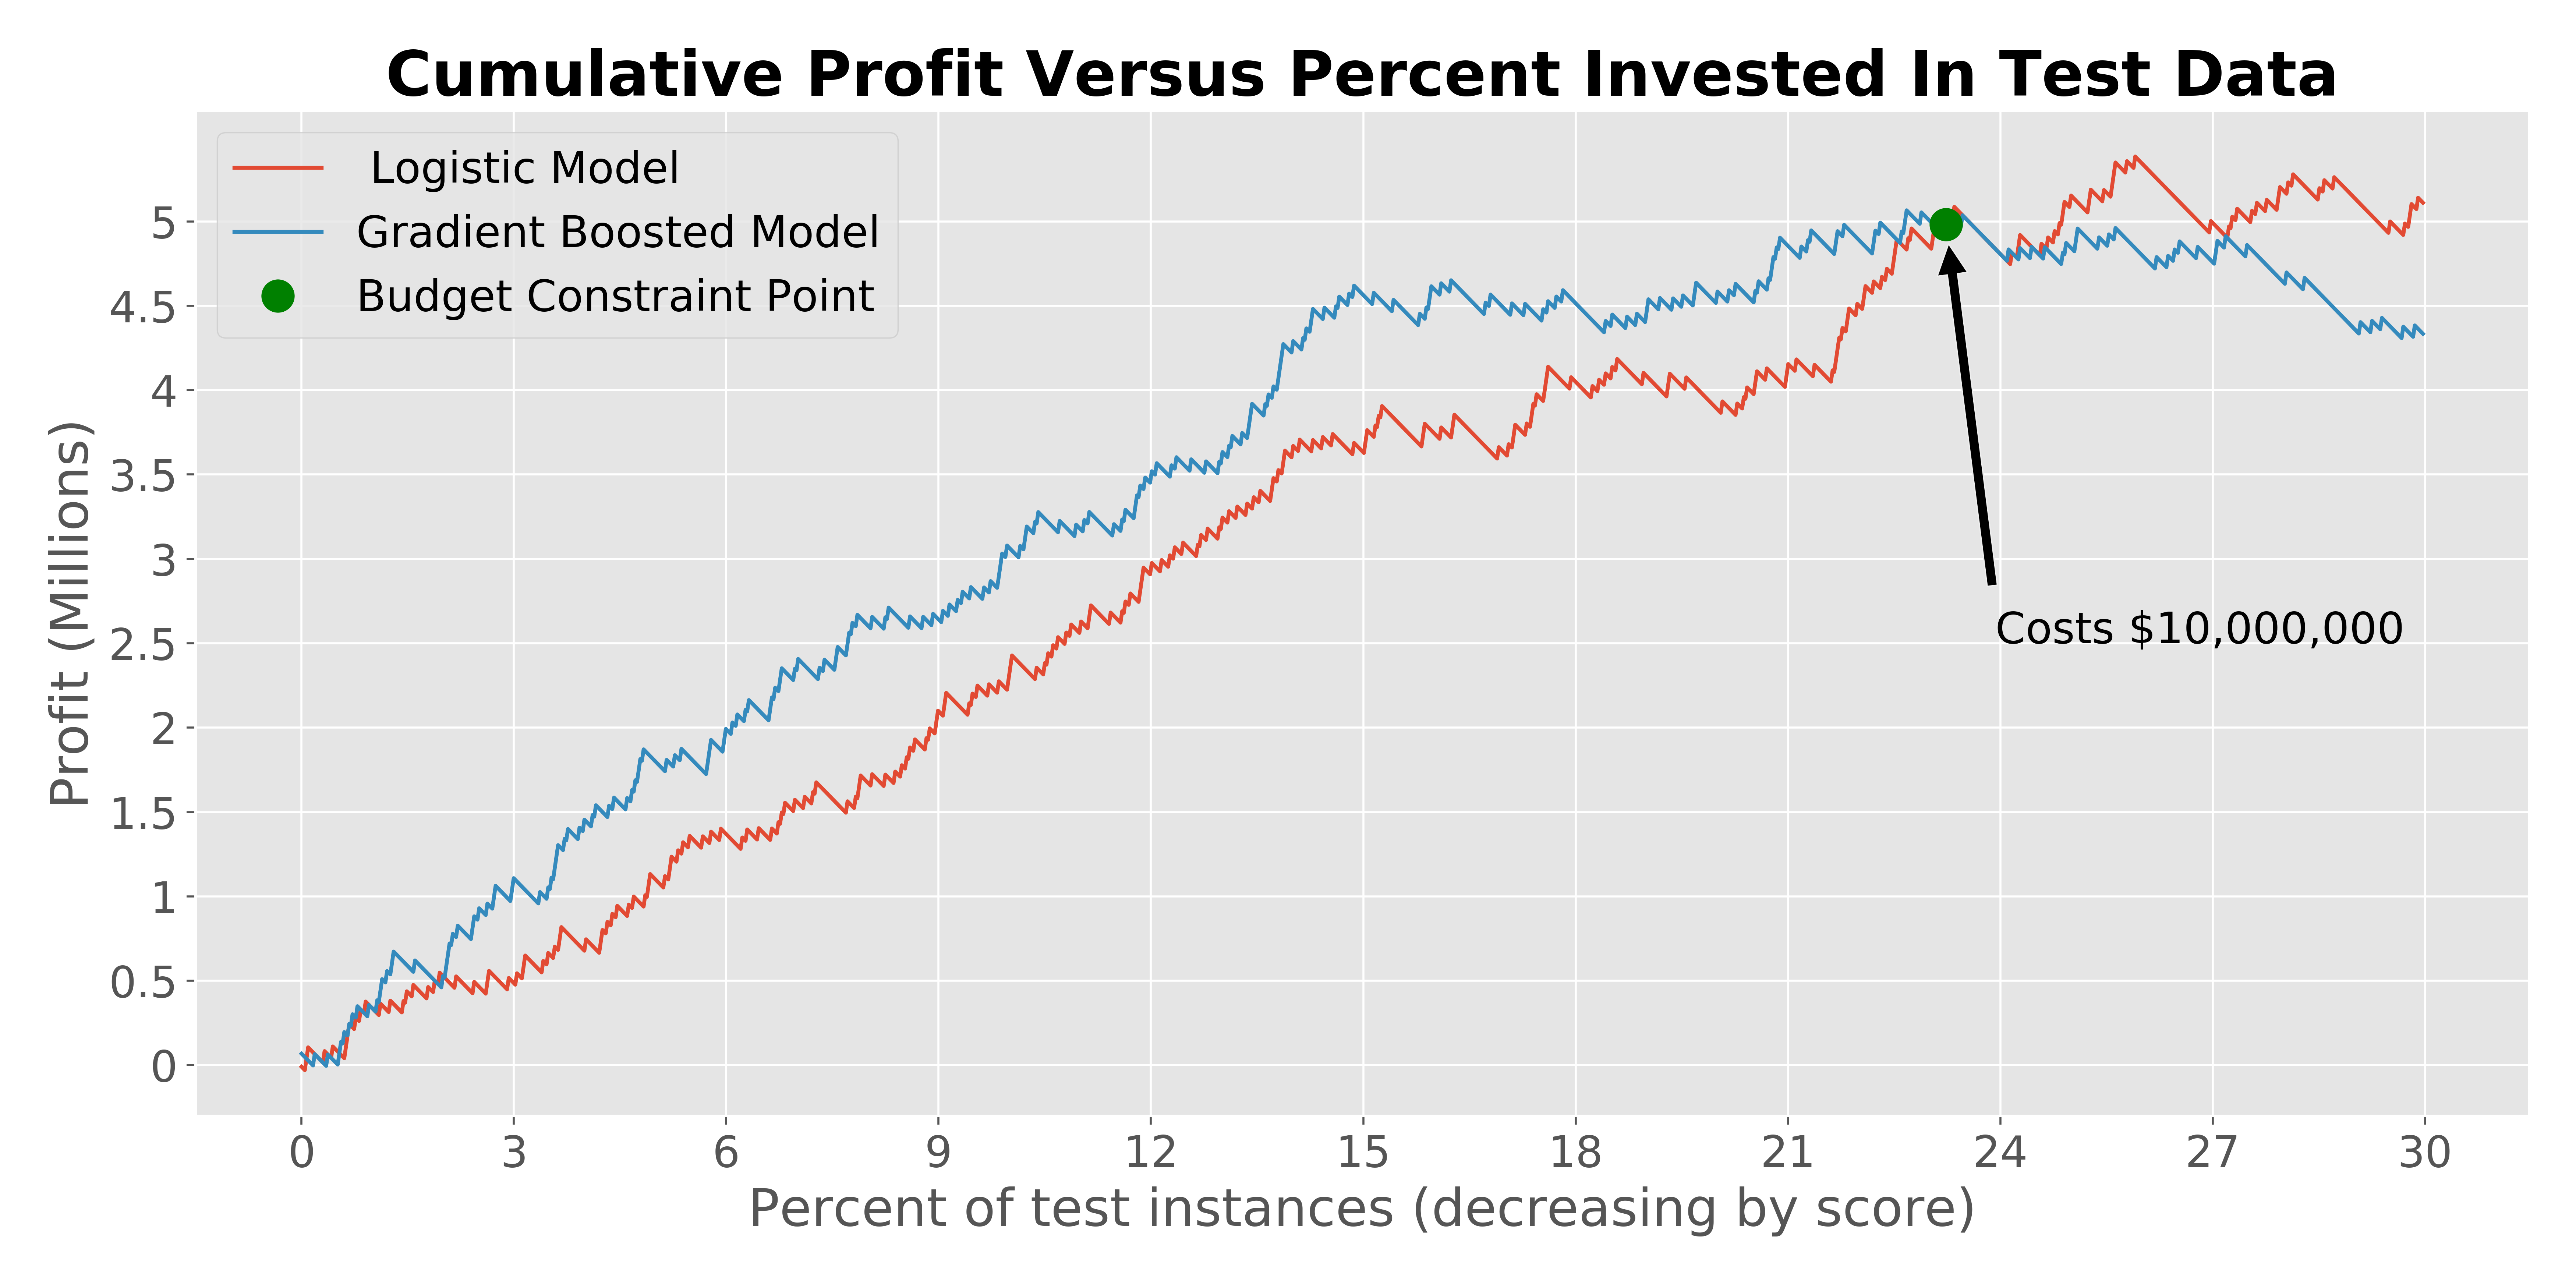 Cumulative Profit Versus Percent Invested In Test Data
Logistic Model
Gradient Boosted Model
Budget Constraint Point
Profit (Millions)
5
4.5
4
3.5
3
2.5
2
1.5
1
0.5
0
Costs $10,000,000
0 3 6 9 12 15 18 21 24 27 30
Percent of test instances (decreasing by score)